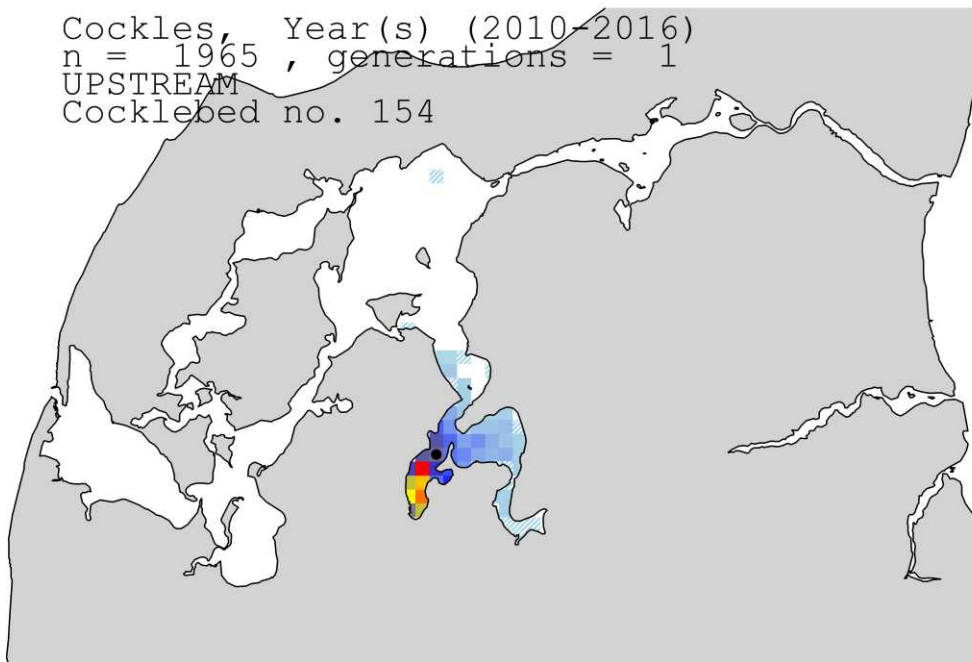 Cockles, Year(s) (2010-2016)
n = 1965 , generations = 1
UPSTREAM
Cocklebed no. 154